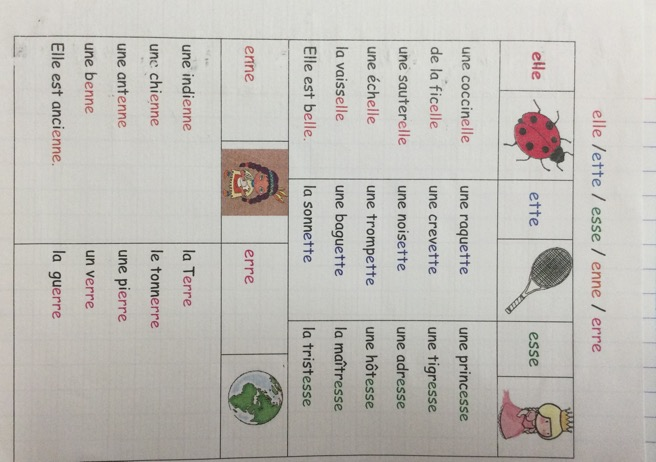 elle / ette / esse / enne / erre
elle
ette
esse
une coccinelle
de la ficelle
une sauterelle
une échelle
la vaisselle
Elle est belle.
une raquette
une crevette
une noisette
une trompette
une baguette
la sonnette
une princesse
une tigresse
une adresse
une hôtesse
la maîtresse
la tristesse
enne
erre
une indienne
une chienne
une antenne
une benne
Elle est ancienne.
la Terre
le tonnerre
une pierre
un verre
la guerre